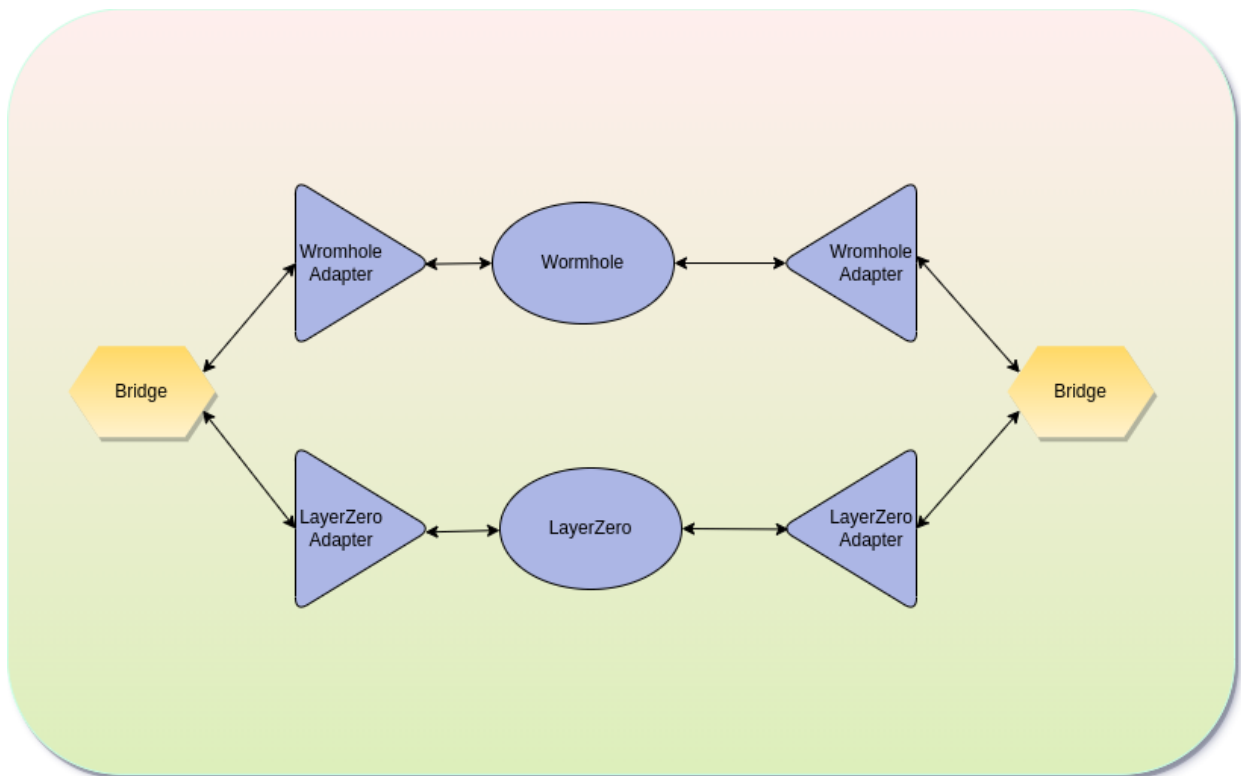 Wromhole
Adapter
Wormhole
Wromhole
Adapter
Bridge
Bridge
LayerZero
Adapter
LayerZero
LayerZero
Adapter